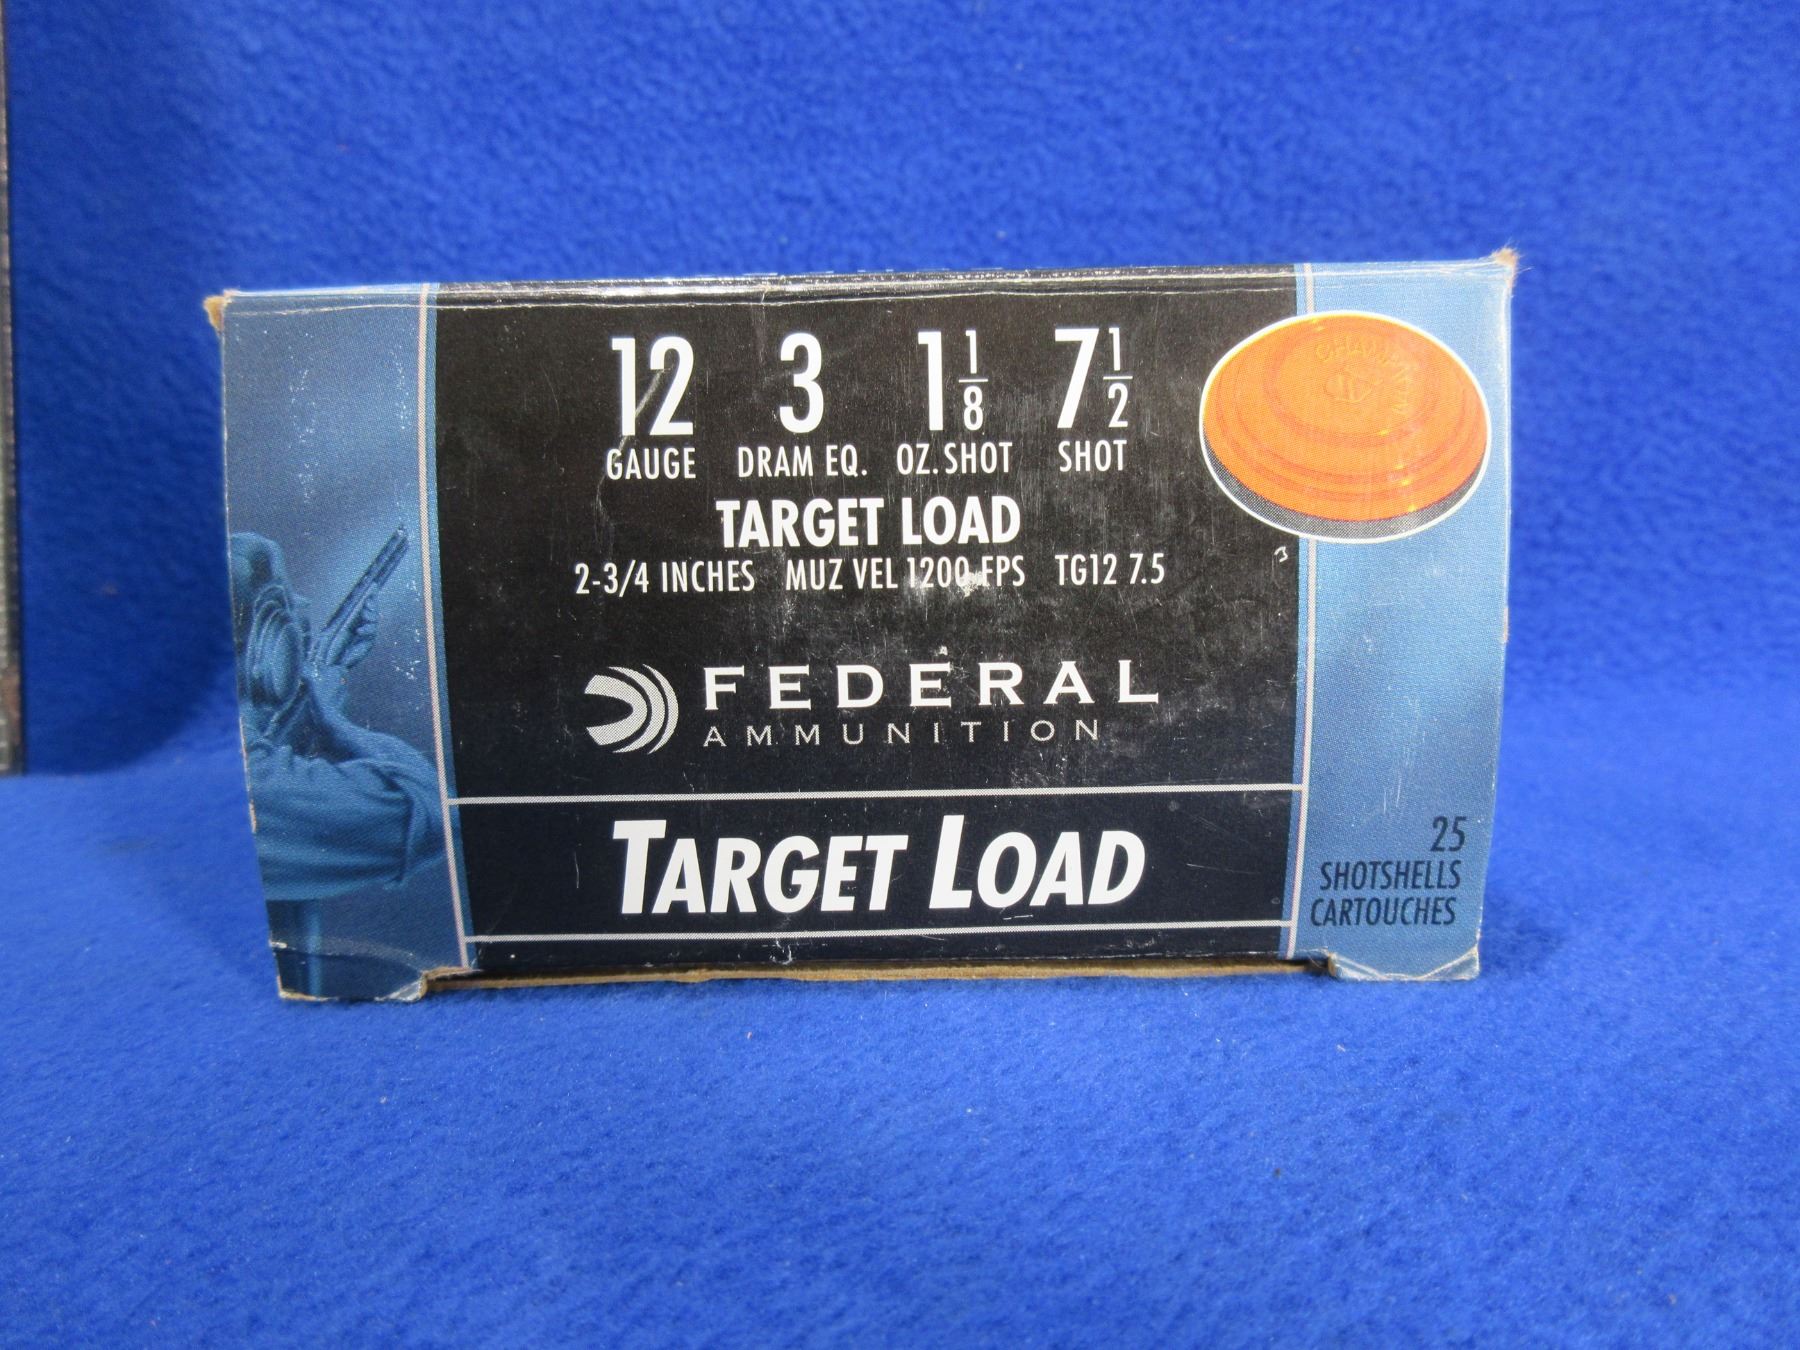 12 3 1 1/8 7 1/2
GAUGE DRAM EQ. OZ. SHOT SHOT
TARGET LOAD
2-3/4 INCHES MUZ VEL 1200 FPS TG12 7.5
FEDERAL
AMMUNITION
TARGET LOAD
25
SHOTSHELLS
CARTOUCHES